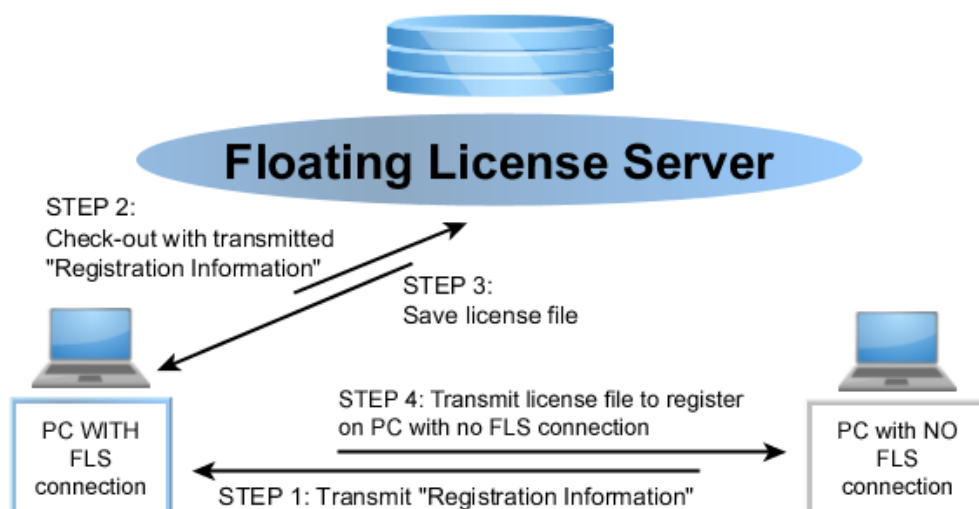 Floating License Server
STEP 2:
Check-out with transmitted
"Registration Information"
STEP 3:
Save license file
PC WITH
FLS
connection
STEP 4: Transmit license file to register
on PC with no FLS connection
STEP 1: Transmit "Registration Information"
PC with NO
FLS
connection